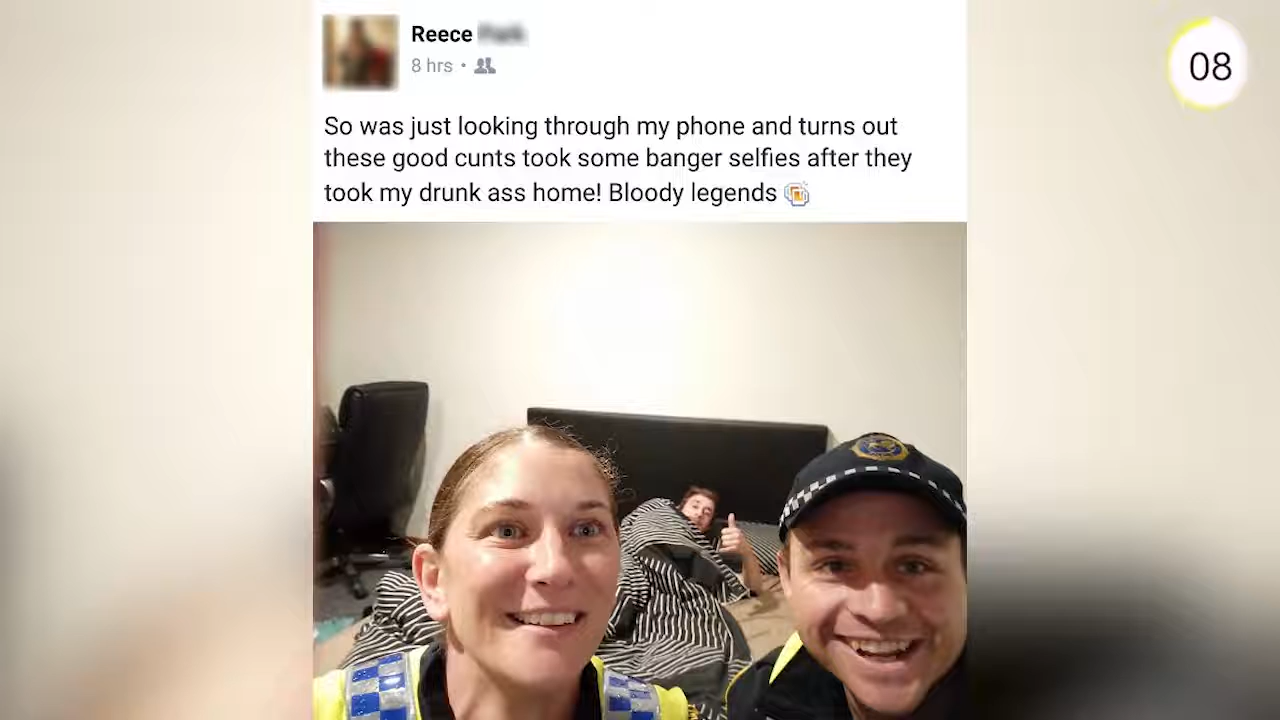 Reece
8 hrs
08
So was just looking through my phone and turns out
these good cunts took some banger selfies after they
took my drunk ass home! Bloody legends 🍻